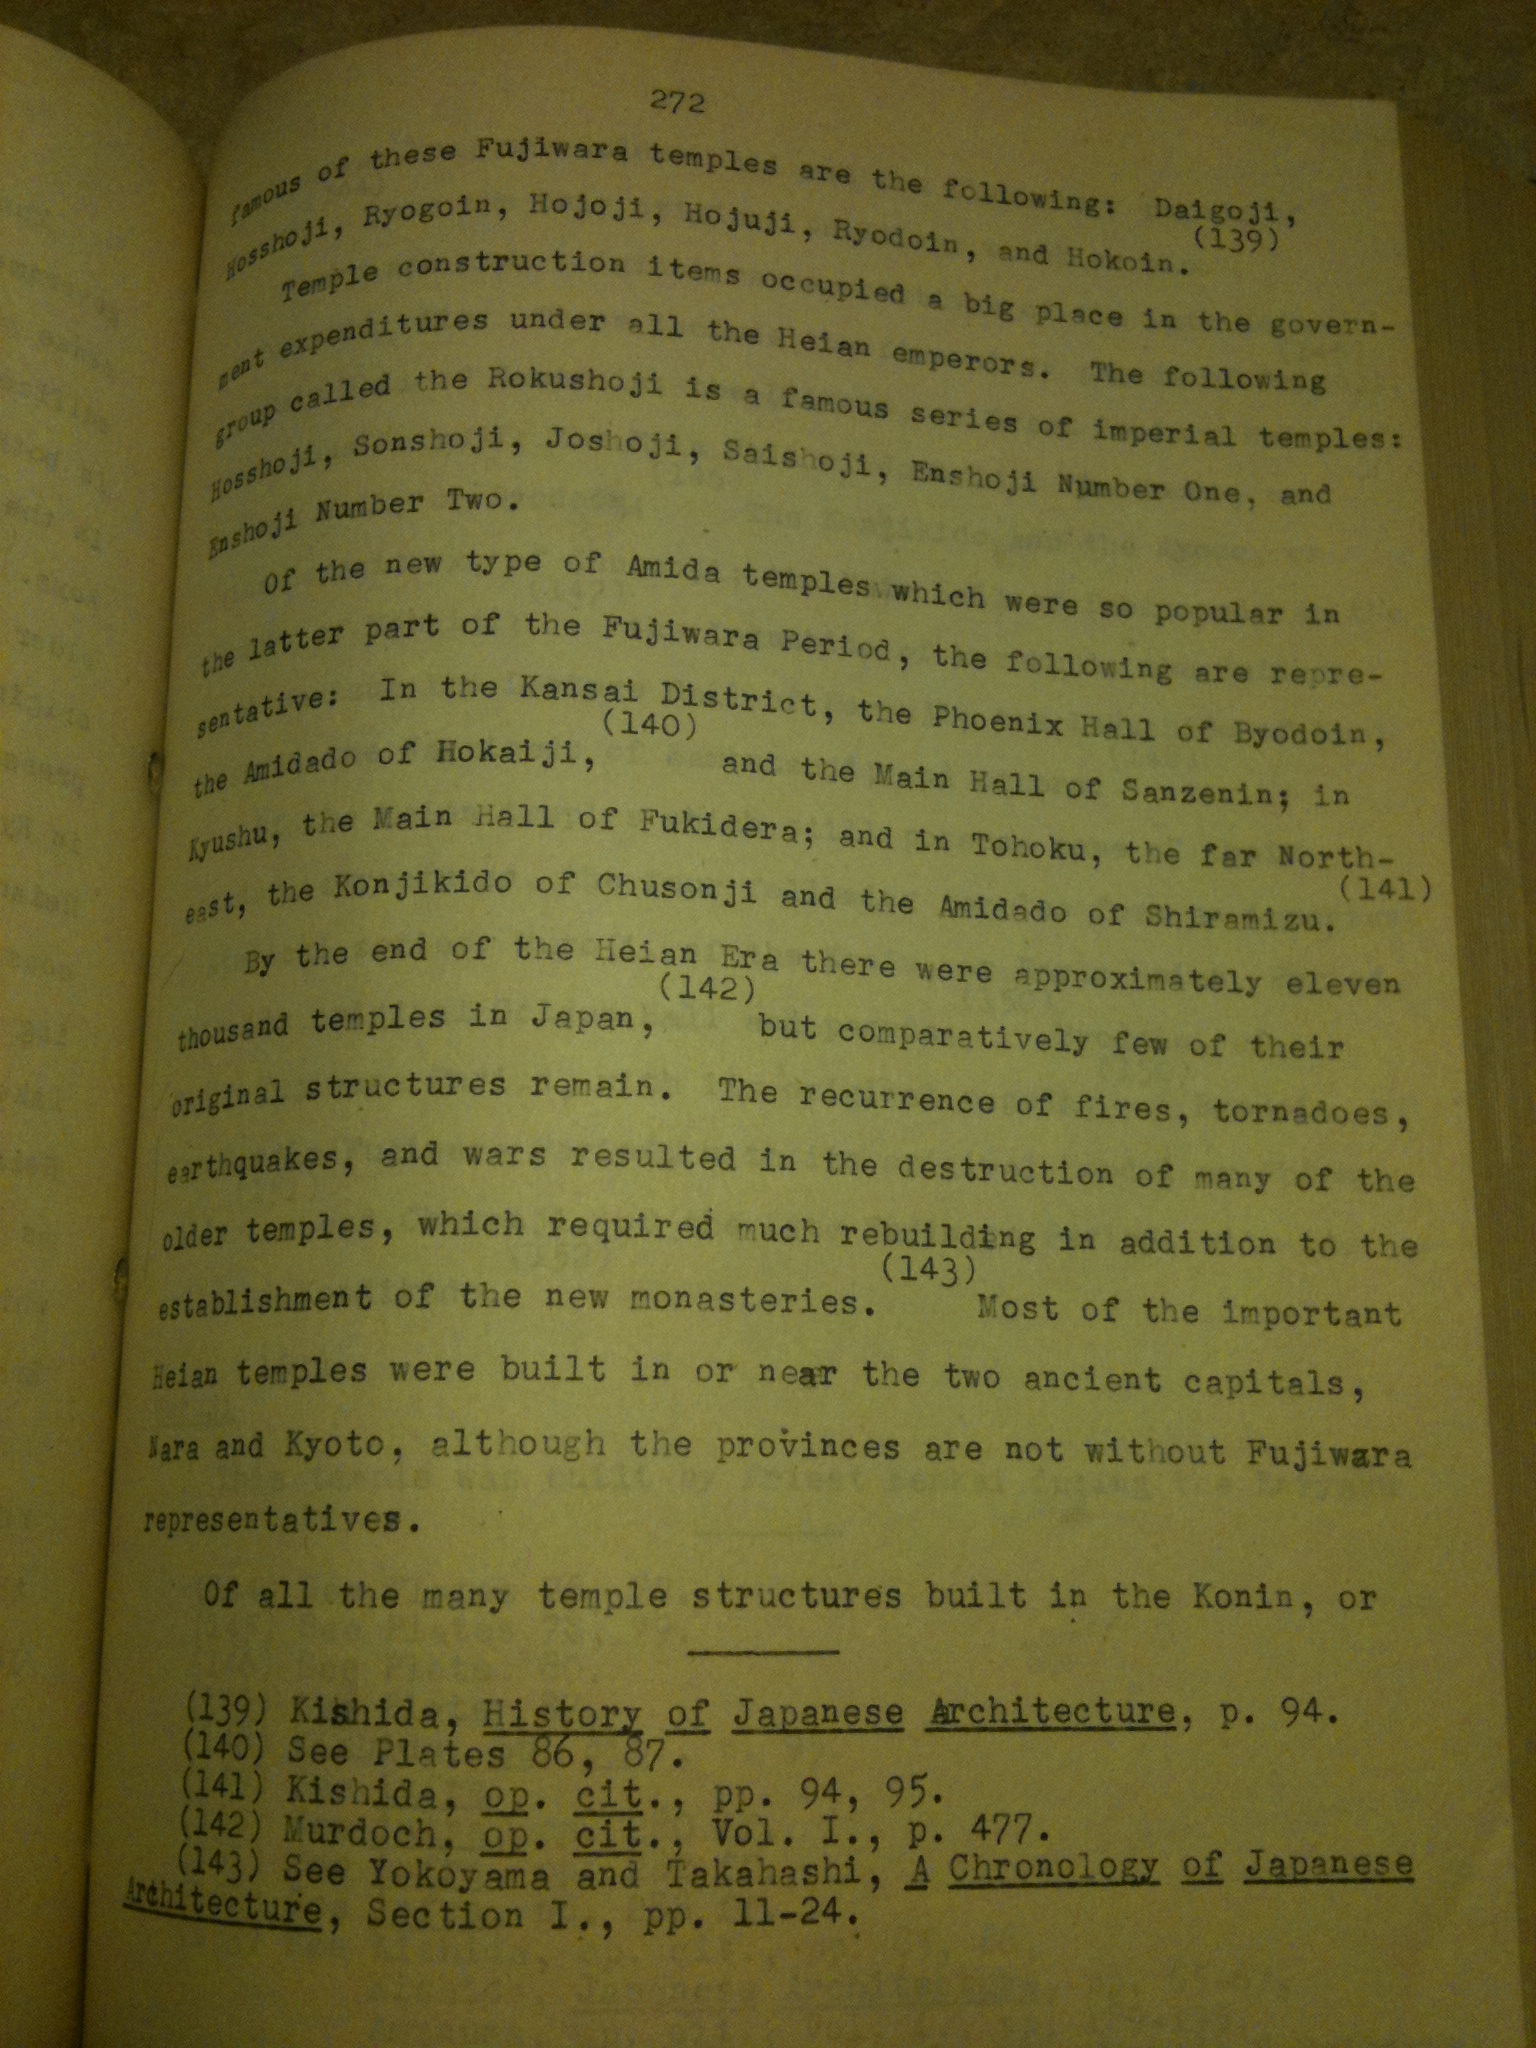 272
famous of these Fujiwara temples are the following: Daigoji,
Hosshoji, Ryogoin, Hojoji, Hojuji, Ryodoin, and Hokoin. (139)
Temple construction items occupied a big place in the govern-
ment expenditures under all the Heian emperors. The following
group called the Rokushoji is a famous series of imperial temples:
Hosshoji, Sonshoji, Joshoji, Saishoji, Enshoji Number One, and
Enshoji Number Two.
Of the new type of Amida temples which were so popular in
the latter part of the Fujiwara Period, the following are repre-
sentative: In the Kansai District, the Phoenix Hall of Byodoin,
the Amidado of Hokaiji, (140) and the Main Hall of Sanzenin; in
Kyushu, the Main Hall of Fukidera; and in Tohoku, the far North-
east, the Konjikido of Chusonji and the Amidado of Shiramizu. (141)
By the end of the Heian Era there were approximately eleven
thousand temples in Japan, (142) but comparatively few of their
original structures remain. The recurrence of fires, tornadoes,
earthquakes, and wars resulted in the destruction of many of the
older temples, which required much rebuilding in addition to the
establishment of the new monasteries. (143) Most of the important
Heian temples were built in or near the two ancient capitals,
Nara and Kyoto, although the provinces are not without Fujiwara
representatives.
Of all the many temple structures built in the Konin, or
(139) Kishida, History of Japanese Architecture, p. 94.
(140) See Plates 86, 87.
(141) Kishida, op. cit., pp. 94, 95.
(142) Murdoch, op. cit., Vol. I., p. 477.
(143) See Yokoyama and Takahashi, A Chronology of Japanese
Architecture, Section I., pp. 11-24.